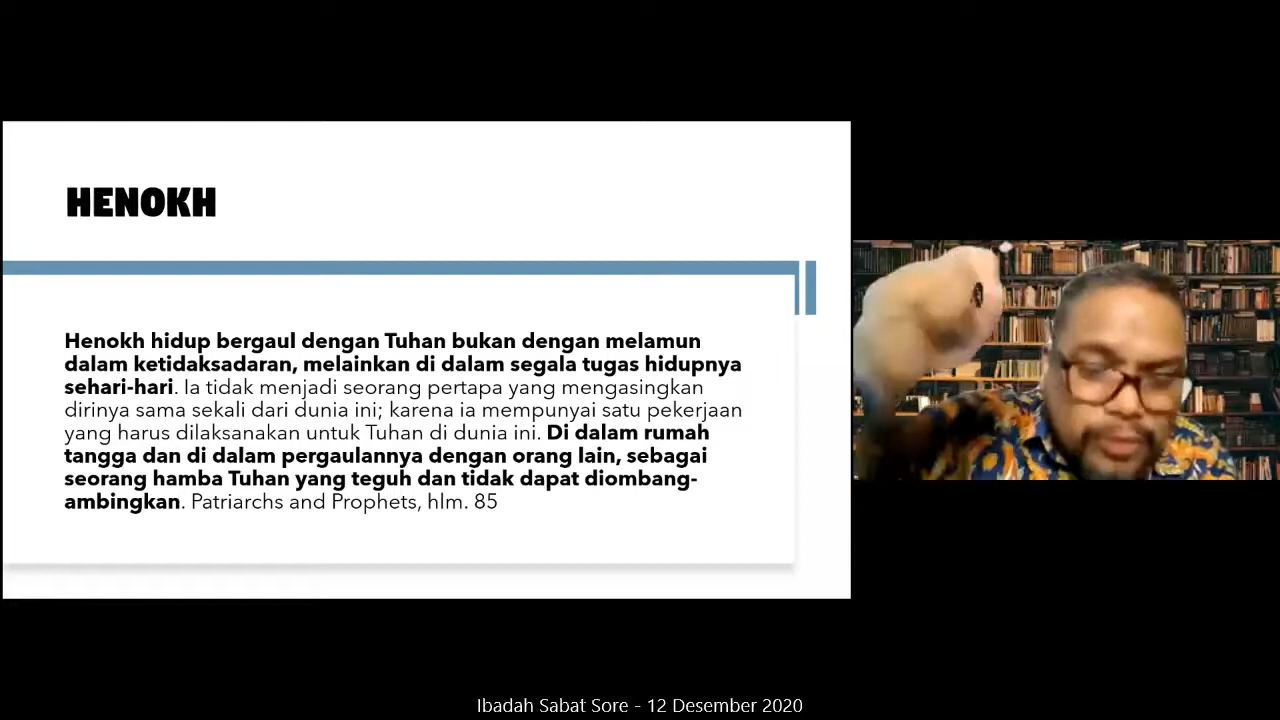 HENOKH
Henokh hidup bergaul dengan Tuhan bukan dengan melamun
dalam ketidaksadaran, melainkan di dalam segala tugas hidupnya
sehari-hari. Ia tidak menjadi seorang pertapa yang mengasingkan
dirinya sama sekali dari dunia ini; karena ia mempunyai satu pekerjaan
yang harus dilaksanakan untuk Tuhan di dunia ini. Di dalam rumah
tangga dan di dalam pergaulannya dengan orang lain, sebagai
seorang hamba Tuhan yang teguh dan tidak dapat diombang-
ambingkan. Patriarchs and Prophets, hlm. 85
Ibadah Sabat Sore - 12 Desember 2020